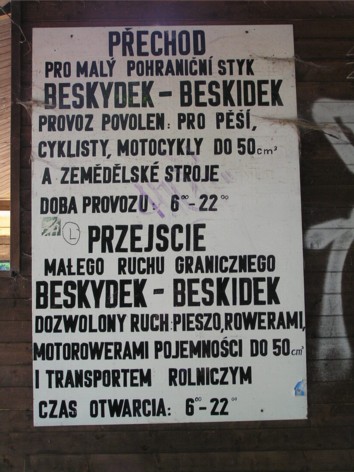 PŘECHOD
PRO MALÝ POHRANIČNÍ STYK
BESKYDEK - BESKIDEK
PROVOZ POVOLEN: PRO PĚŠÍ,
CYKLISTY, MOTOCYKLY DO 50cm³
A ZEMĚDĚLSKÉ STROJE
DOBA PROVOZU: 6⁰⁰-22⁰⁰
PRZEJSCIE
MAŁEGO RUCHU GRANICZNEGO
BESKYDEK - BESKIDEK
DOZWOLONY RUCH:PIESZO,ROWERAMI,
MOTOROWERAMI POJEMNOŚCI DO 50cm³
I TRANSPORTEM ROLNICZYM
CZAS OTWARCIA: 6⁰⁰-22⁰⁰